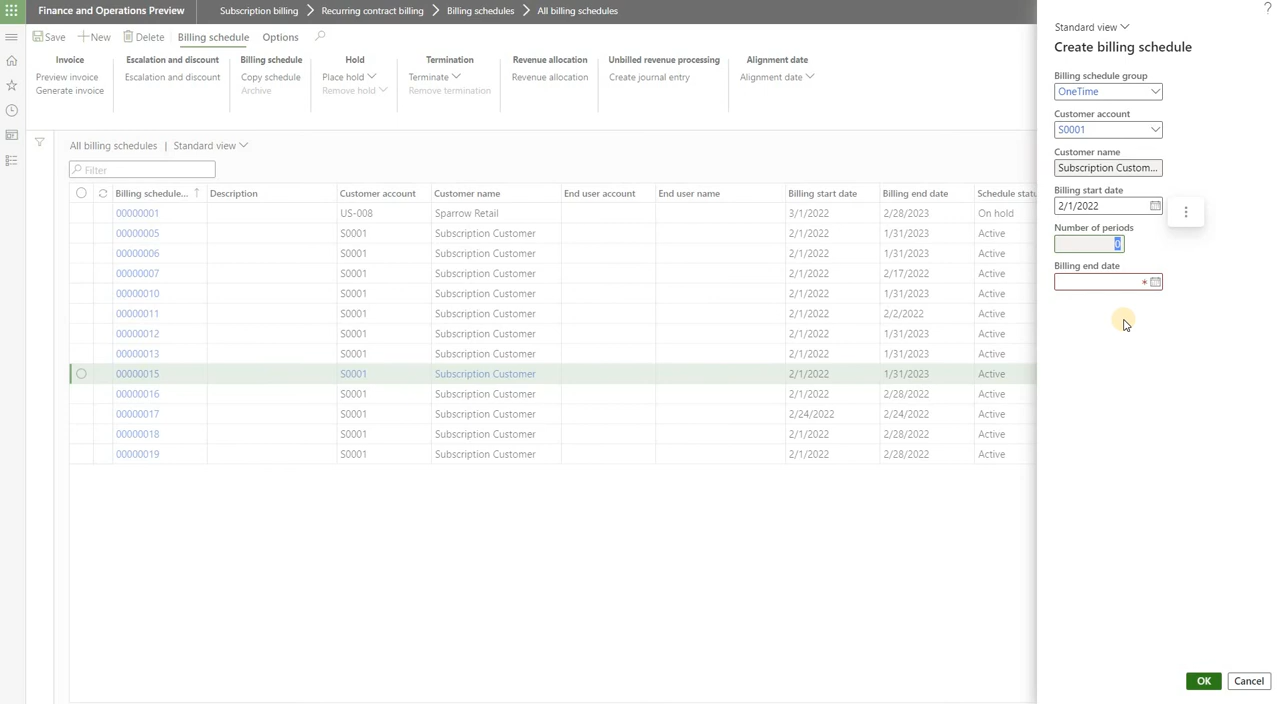 Finance and Operations Preview
Subscription billing > Recurring contract billing > Billing schedules > All billing schedules
?
Save New Delete Billing schedule Options
Invoice Escalation and discount Billing schedule Hold Termination Revenue allocation Unbilled revenue processing Alignment date
Preview invoice Escalation and discount Copy schedule Place hold Terminate Revenue allocation Create journal entry Alignment date
Generate invoice Archive Remove hold Remove termination
All billing schedules | Standard view
Filter
Billing schedule... ↑ Description Customer account Customer name End user account End user name Billing start date Billing end date Schedule statu
00000001 US-008 Sparrow Retail 3/1/2022 2/28/2023 On hold
00000005 S0001 Subscription Customer 2/1/2022 1/31/2023 Active
00000006 S0001 Subscription Customer 2/1/2022 1/31/2023 Active
00000007 S0001 Subscription Customer 2/1/2022 2/17/2022 Active
00000010 S0001 Subscription Customer 2/1/2022 1/31/2023 Active
00000011 S0001 Subscription Customer 2/1/2022 2/2/2022 Active
00000012 S0001 Subscription Customer 2/1/2022 1/31/2023 Active
00000013 S0001 Subscription Customer 2/1/2022 1/31/2023 Active
00000015 S0001 Subscription Customer 2/1/2022 1/31/2023 Active
00000016 S0001 Subscription Customer 2/1/2022 2/28/2022 Active
00000017 S0001 Subscription Customer 2/24/2022 2/24/2022 Active
00000018 S0001 Subscription Customer 2/1/2022 2/28/2022 Active
00000019 S0001 Subscription Customer 2/1/2022 2/28/2022 Active
Standard view
Create billing schedule
Billing schedule group
OneTime
Customer account
S0001
Customer name
Subscription Custom...
Billing start date
2/1/2022
Number of periods
0
Billing end date
*
OK Cancel